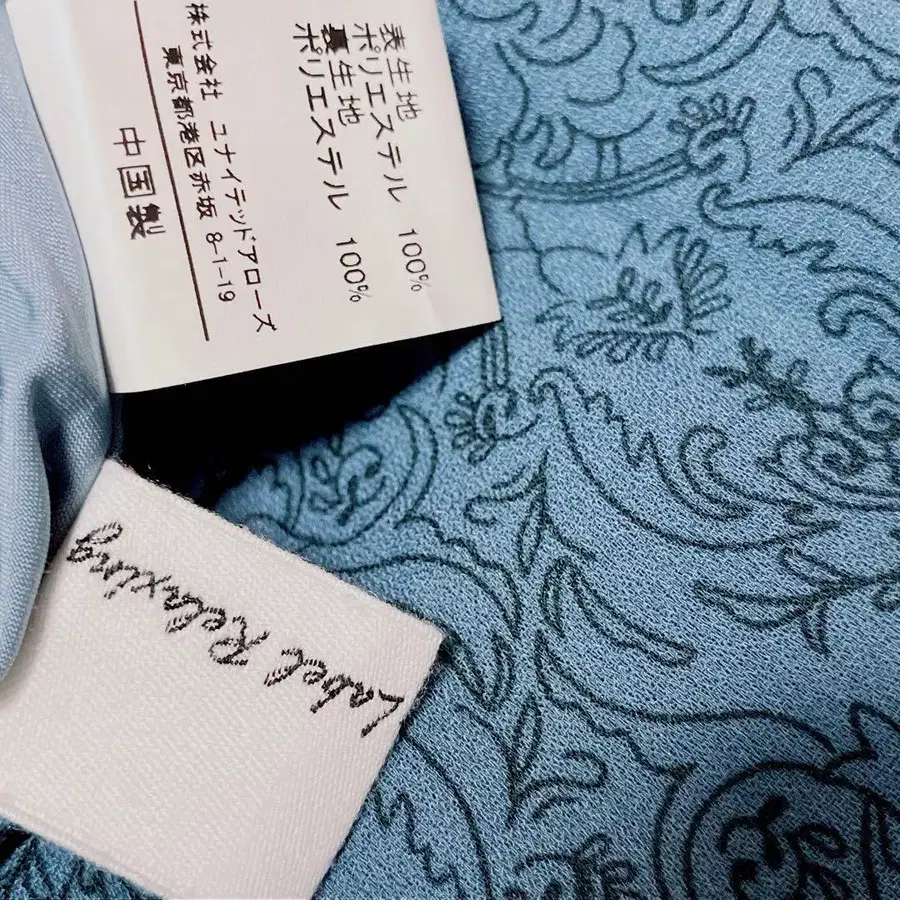 表生地
ポリエステル 100%
裏生地
ポリエステル 100%
株式会社 ユナイテッドアローズ
東京都港区赤坂 8-1-19
中国製
Label Relaxing